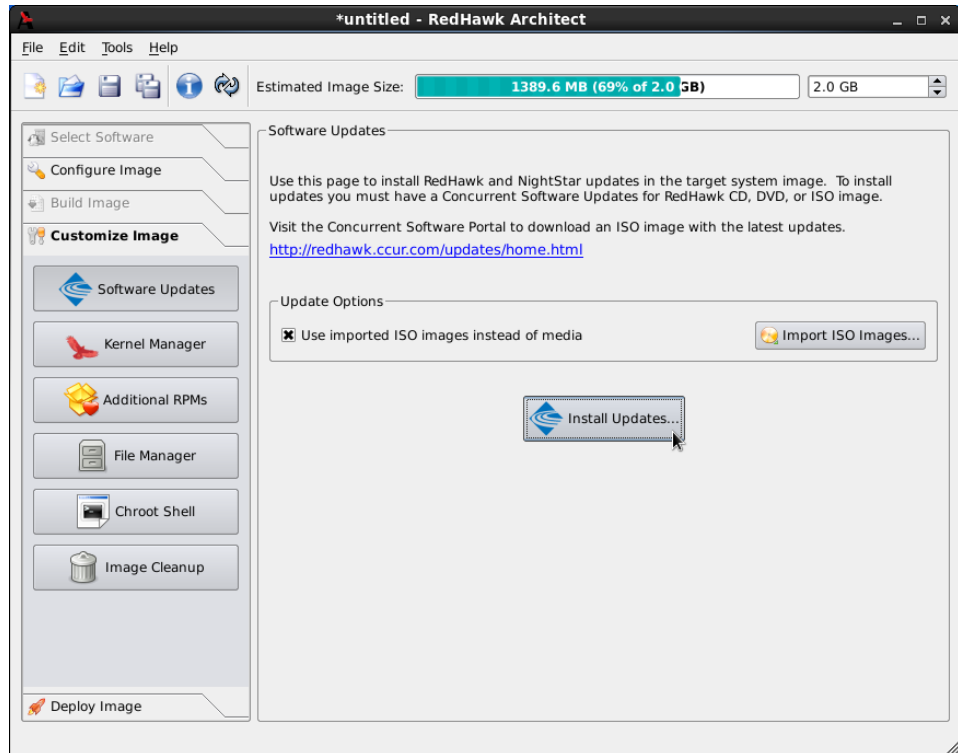 *untitled - RedHawk Architect
File Edit Tools Help
Estimated Image Size: 1389.6 MB (69% of 2.0 GB) 2.0 GB
Select Software
Configure Image
Build Image
Customize Image
Software Updates
Kernel Manager
Additional RPMs
File Manager
Chroot Shell
Image Cleanup
Deploy Image
Software Updates
Use this page to install RedHawk and NightStar updates in the target system image. To install
updates you must have a Concurrent Software Updates for RedHawk CD, DVD, or ISO image.
Visit the Concurrent Software Portal to download an ISO image with the latest updates.
http://redhawk.ccur.com/updates/home.html
Update Options
Use imported ISO images instead of media
Import ISO Images...
Install Updates...